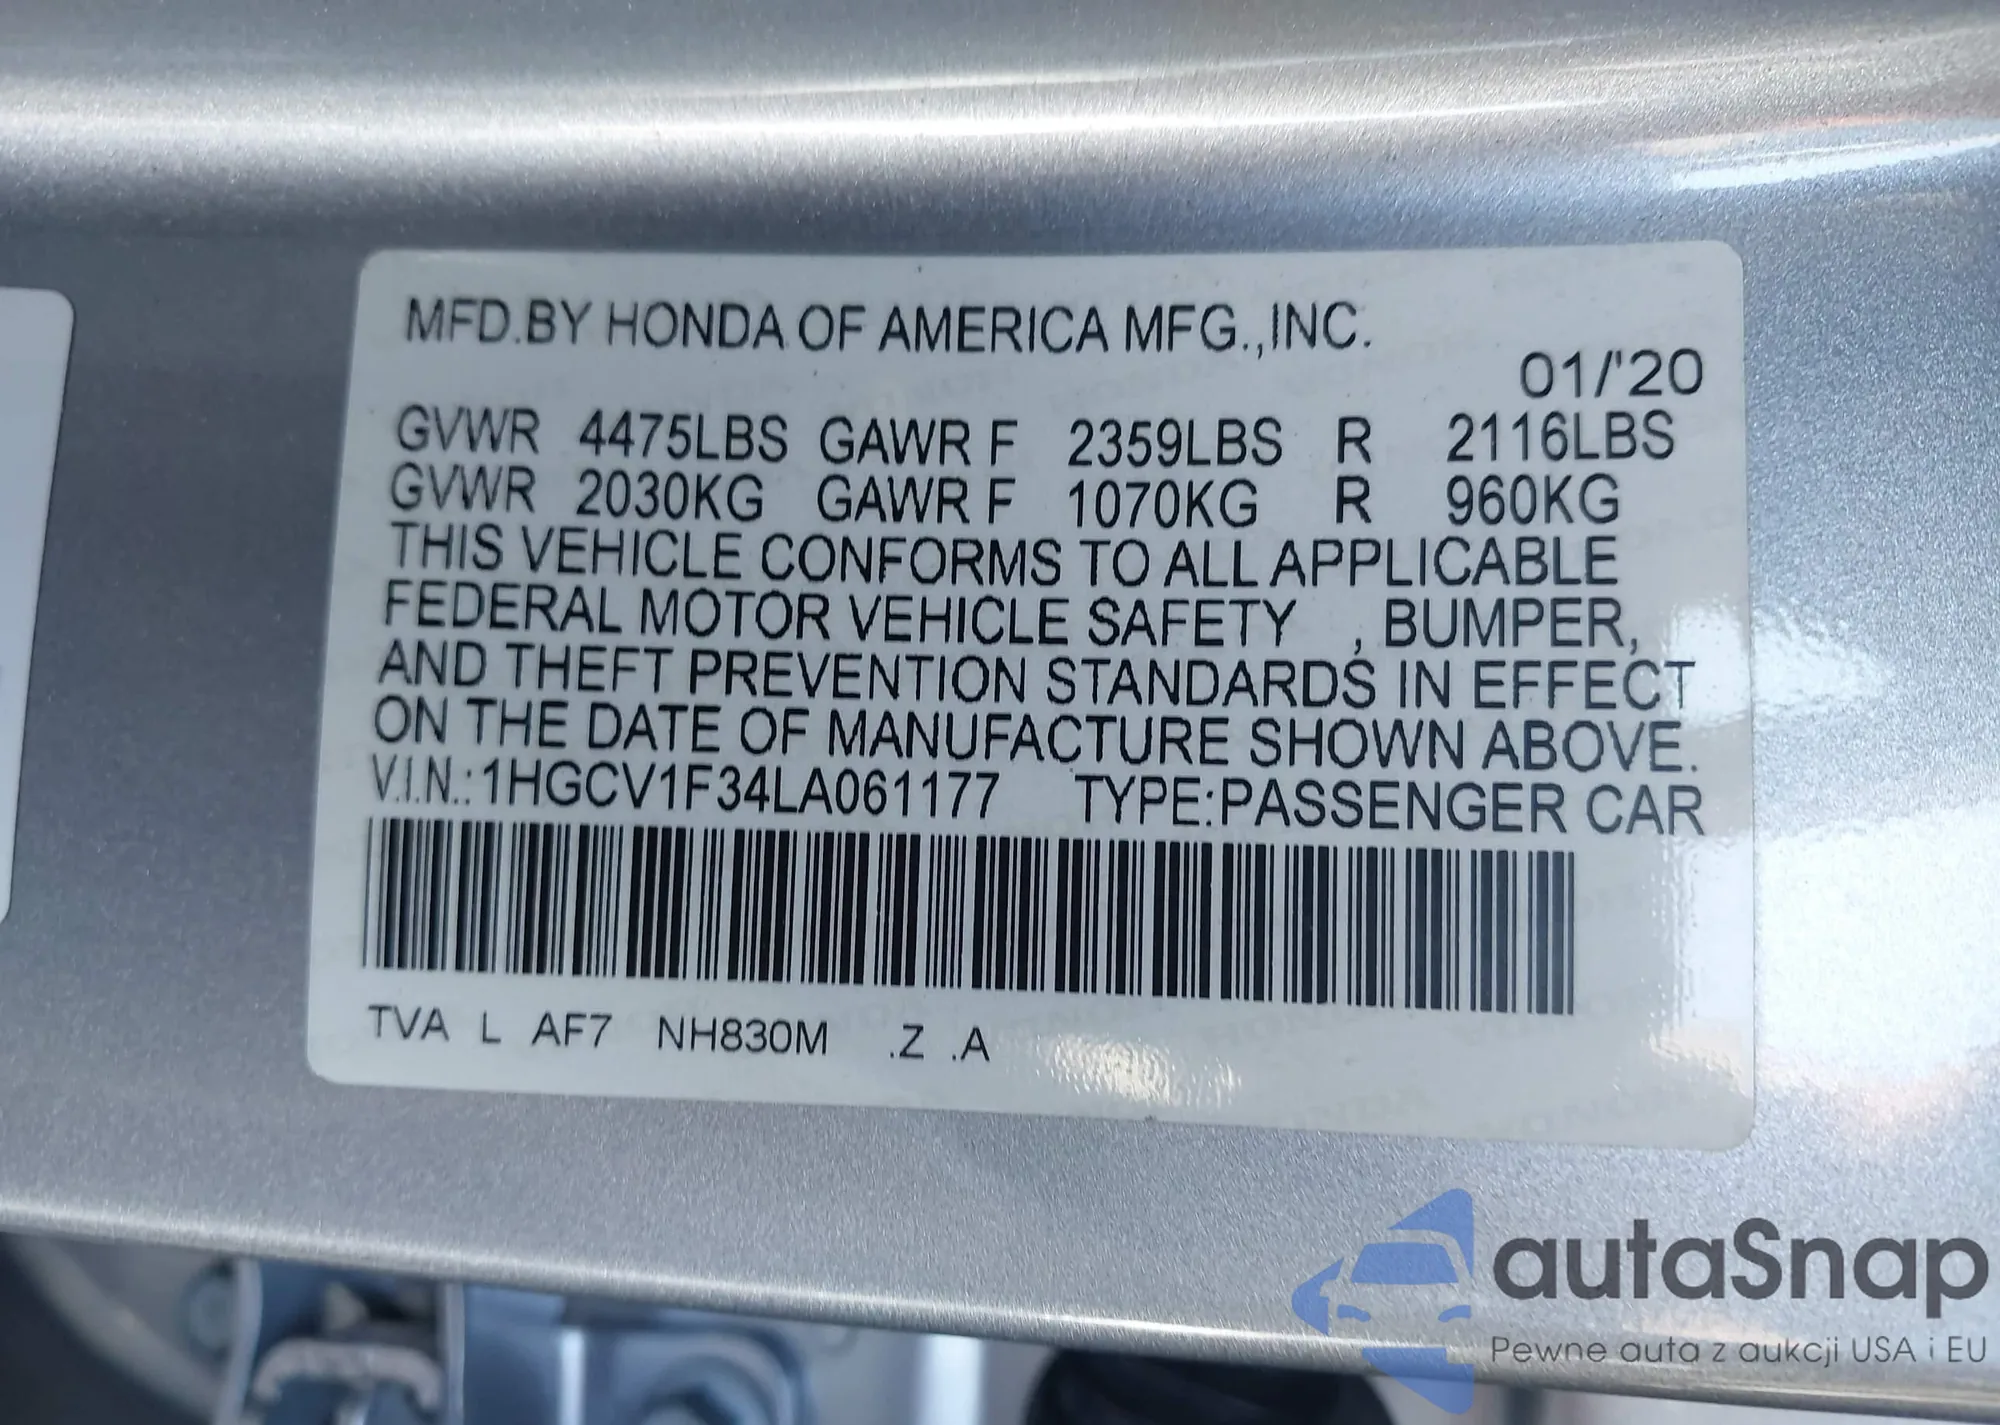 MFD.BY HONDA OF AMERICA MFG.,INC.
01/'20
GVWR 4475LBS GAWR F 2359LBS R 2116LBS
GVWR 2030KG GAWR F 1070KG R 960KG
THIS VEHICLE CONFORMS TO ALL APPLICABLE
FEDERAL MOTOR VEHICLE SAFETY , BUMPER,
AND THEFT PREVENTION STANDARDS IN EFFECT
ON THE DATE OF MANUFACTURE SHOWN ABOVE.
V.I.N.:1HGCV1F34LA061177 TYPE:PASSENGER CAR
TVA L AF7 NH830M .Z .A
autaSnap
Pewne auta z aukcji USA i EU